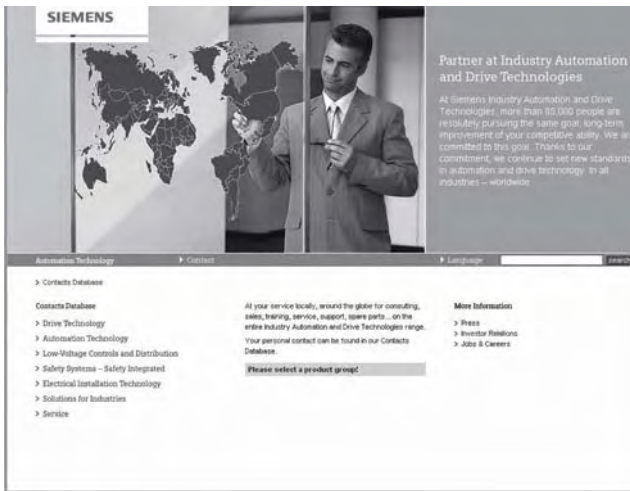 SIEMENS
Partner at Industry Automation
and Drive Technologies
At Siemens Industry Automation and Drive
Technologies, more than 85,000 people are
resolutely pursuing the same goal: long-term
improvement of your competitive ability. We are
committed to this goal. Thanks to our
commitment, we continue to set new standards
in automation and drive technology. In all
industries – worldwide
Automation Technology
Contact
Language
search
> Contacts Database
Contacts Database
> Drive Technology
> Automation Technology
> Low-Voltage Controls and Distribution
> Safety Systems – Safety Integrated
> Electrical Installation Technology
> Solutions for Industries
> Service
At your service locally, around the globe for consulting,
sales, training, service, support, spare parts ... on the
entire Industry Automation and Drive Technologies range.
Your personal contact can be found in our Contacts
Database.
Please select a product group!
More Information
> Press
> Investor Relations
> Jobs & Careers